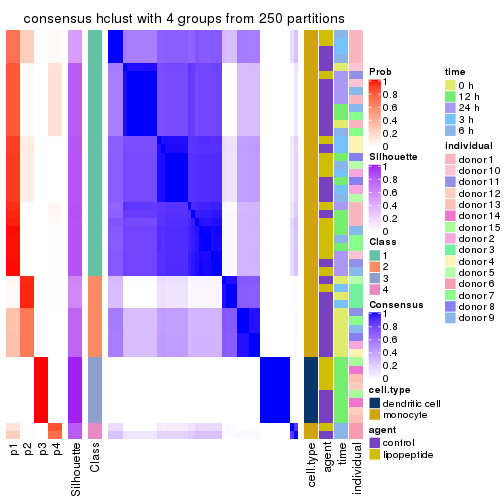 consensus hclust with 4 groups from 250 partitions
Prob
1
0.8
0.6
0.4
0.2
0
Silhouette
1
0.8
0.6
0.4
0.2
0
Class
1
2
3
4
Consensus
1
0.8
0.6
0.4
0.2
0
cell.type
dendritic cell
monocyte
agent
control
lipopeptide
time
0 h
12 h
24 h
3 h
6 h
individual
donor 1
donor 10
donor 11
donor 12
donor 13
donor 14
donor 15
donor 2
donor 3
donor 4
donor 5
donor 6
donor 7
donor 8
donor 9
p1
p2
p3
p4
Silhouette
Class
cell.type
agent
time
individual